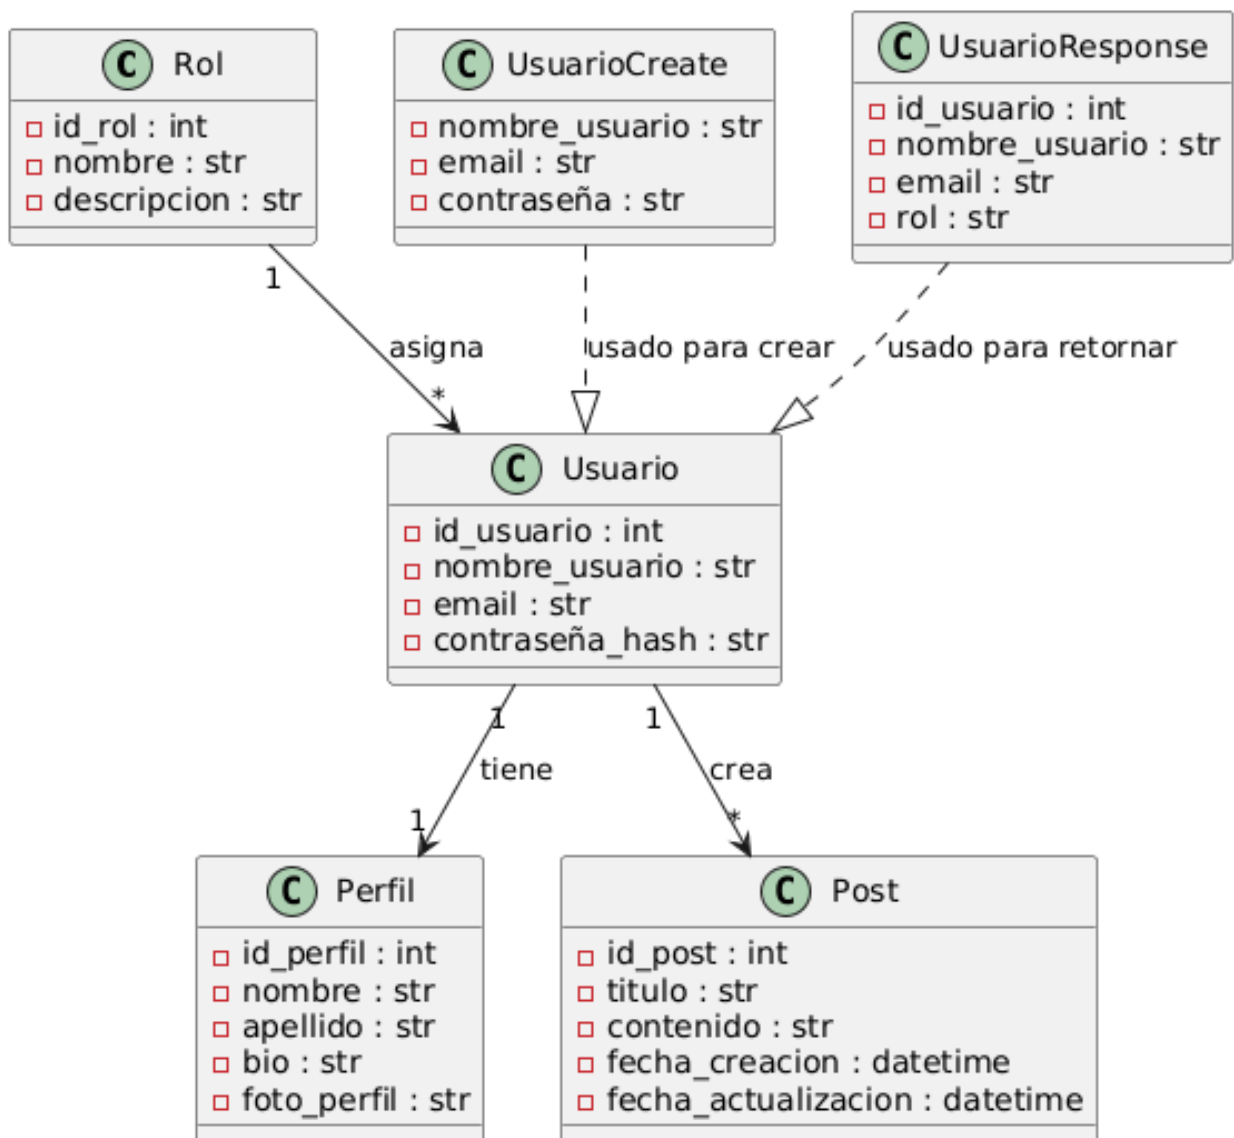 C Rol
id_rol : int
nombre : str
descripcion : str
C UsuarioCreate
nombre_usuario : str
email : str
contraseña : str
C UsuarioResponse
id_usuario : int
nombre_usuario : str
email : str
rol : str
1
asigna
*
usado para crear
usado para retornar
C Usuario
id_usuario : int
nombre_usuario : str
email : str
contraseña_hash : str
1
tiene
1
1
crea
*
C Perfil
id_perfil : int
nombre : str
apellido : str
bio : str
foto_perfil : str
C Post
id_post : int
titulo : str
contenido : str
fecha_creacion : datetime
fecha_actualizacion : datetime